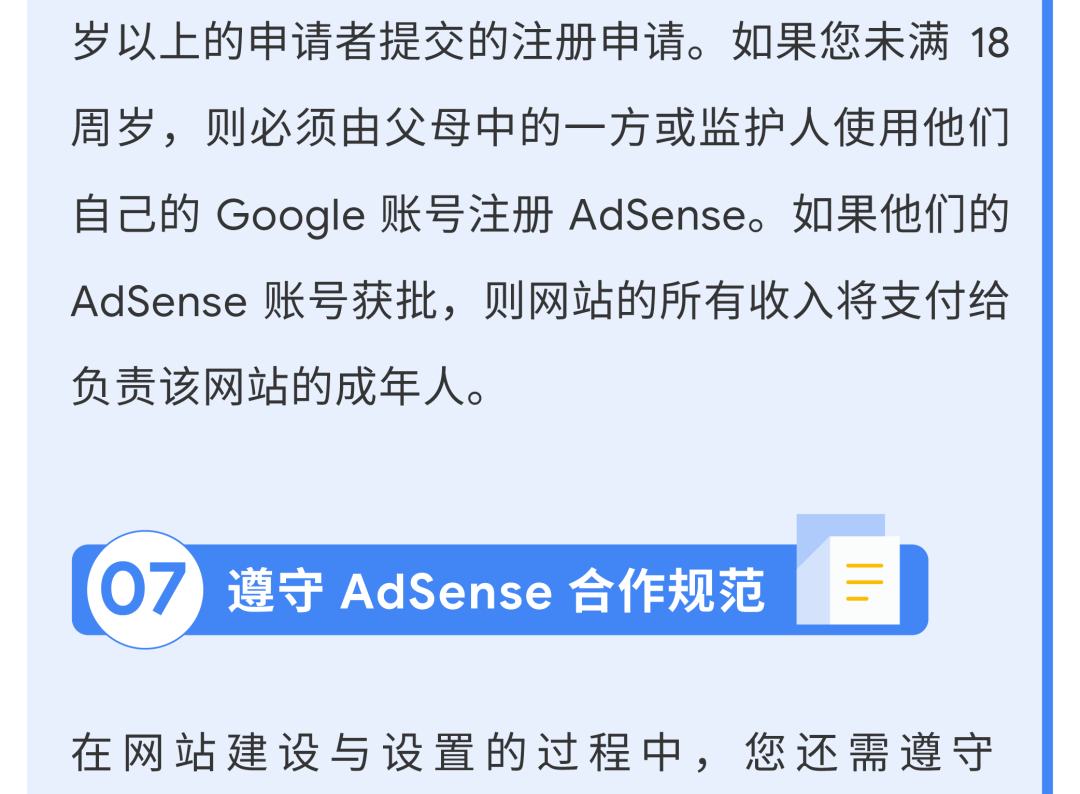 岁以上的申请者提交的注册申请。如果您未满 18
周岁，则必须由父母中的一方或监护人使用他们
自己的 Google 账号注册 AdSense。如果他们的
AdSense 账号获批，则网站的所有收入将支付给
负责该网站的成年人。
07 遵守 AdSense 合作规范
在网站建设与设置的过程中，您还需遵守